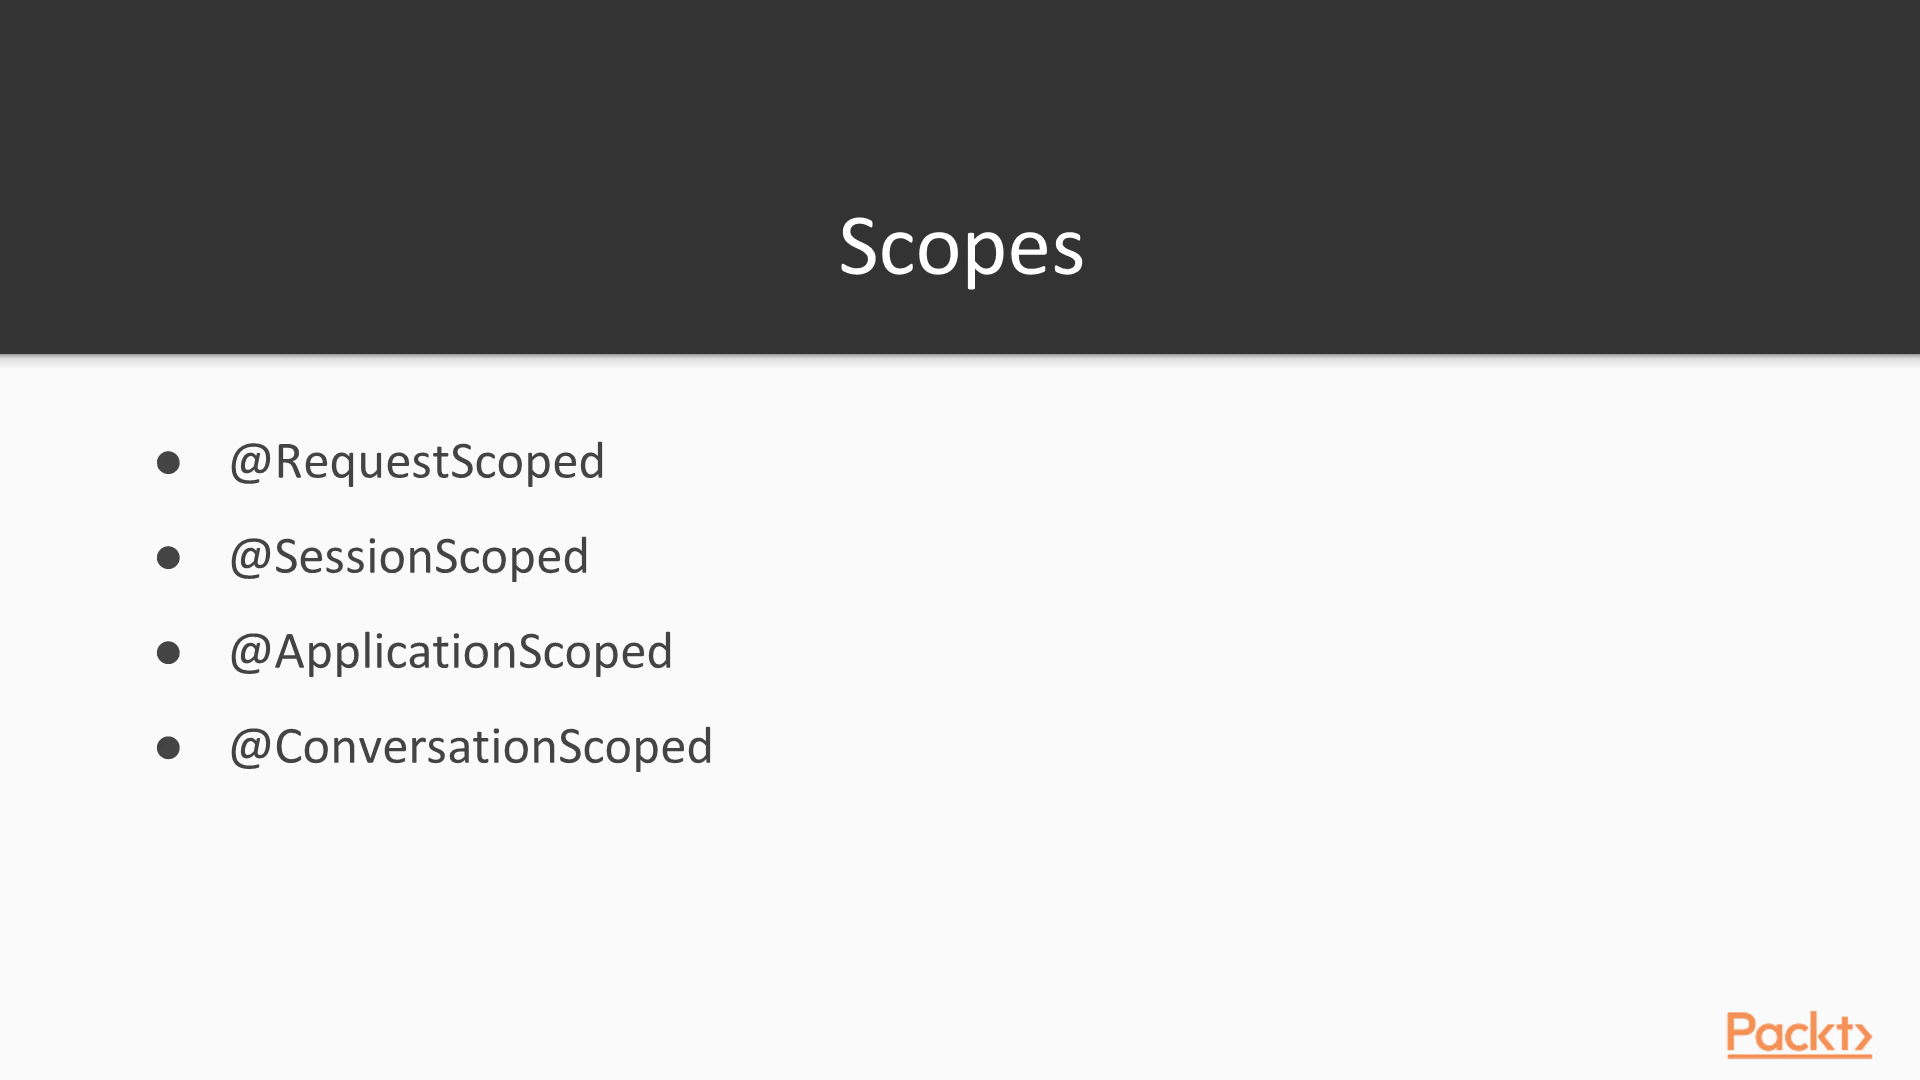 Scopes
● @RequestScoped
● @SessionScoped
● @ApplicationScoped
● @ConversationScoped
Packt>